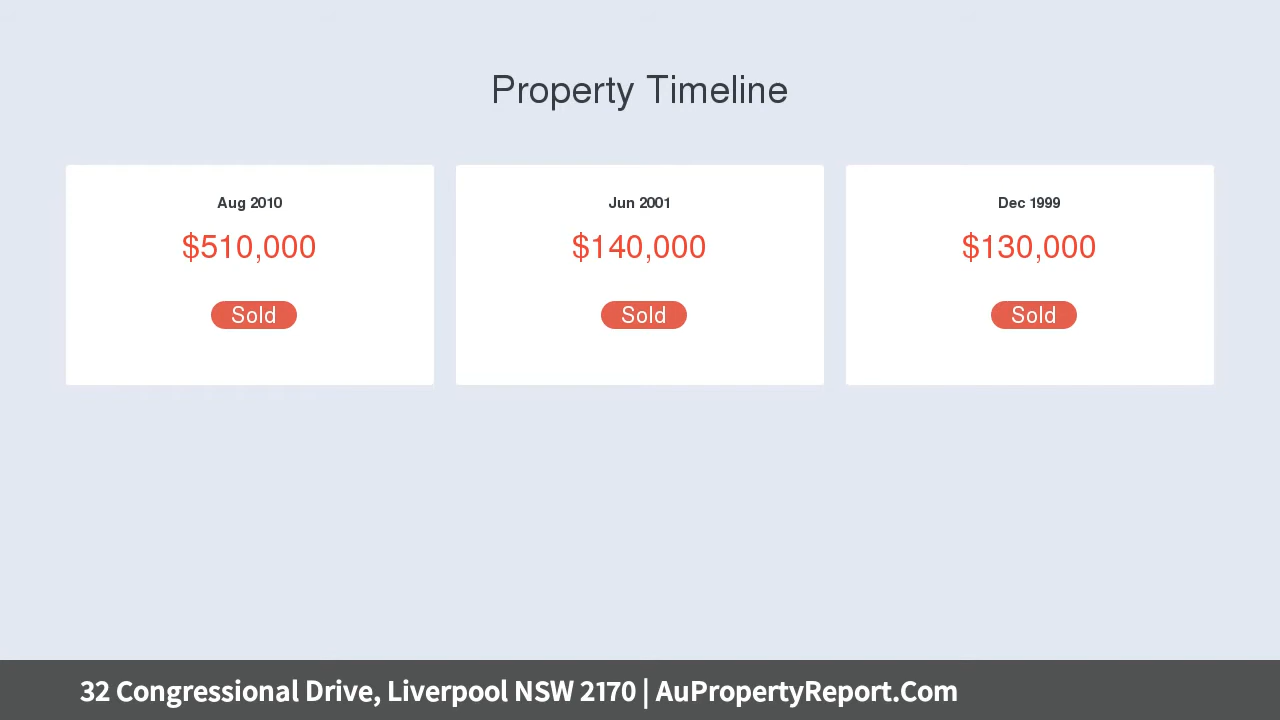 Property Timeline
Aug 2010
$510,000
Sold
Jun 2001
$140,000
Sold
Dec 1999
$130,000
Sold
32 Congressional Drive, Liverpool NSW 2170 | AuPropertyReport.Com